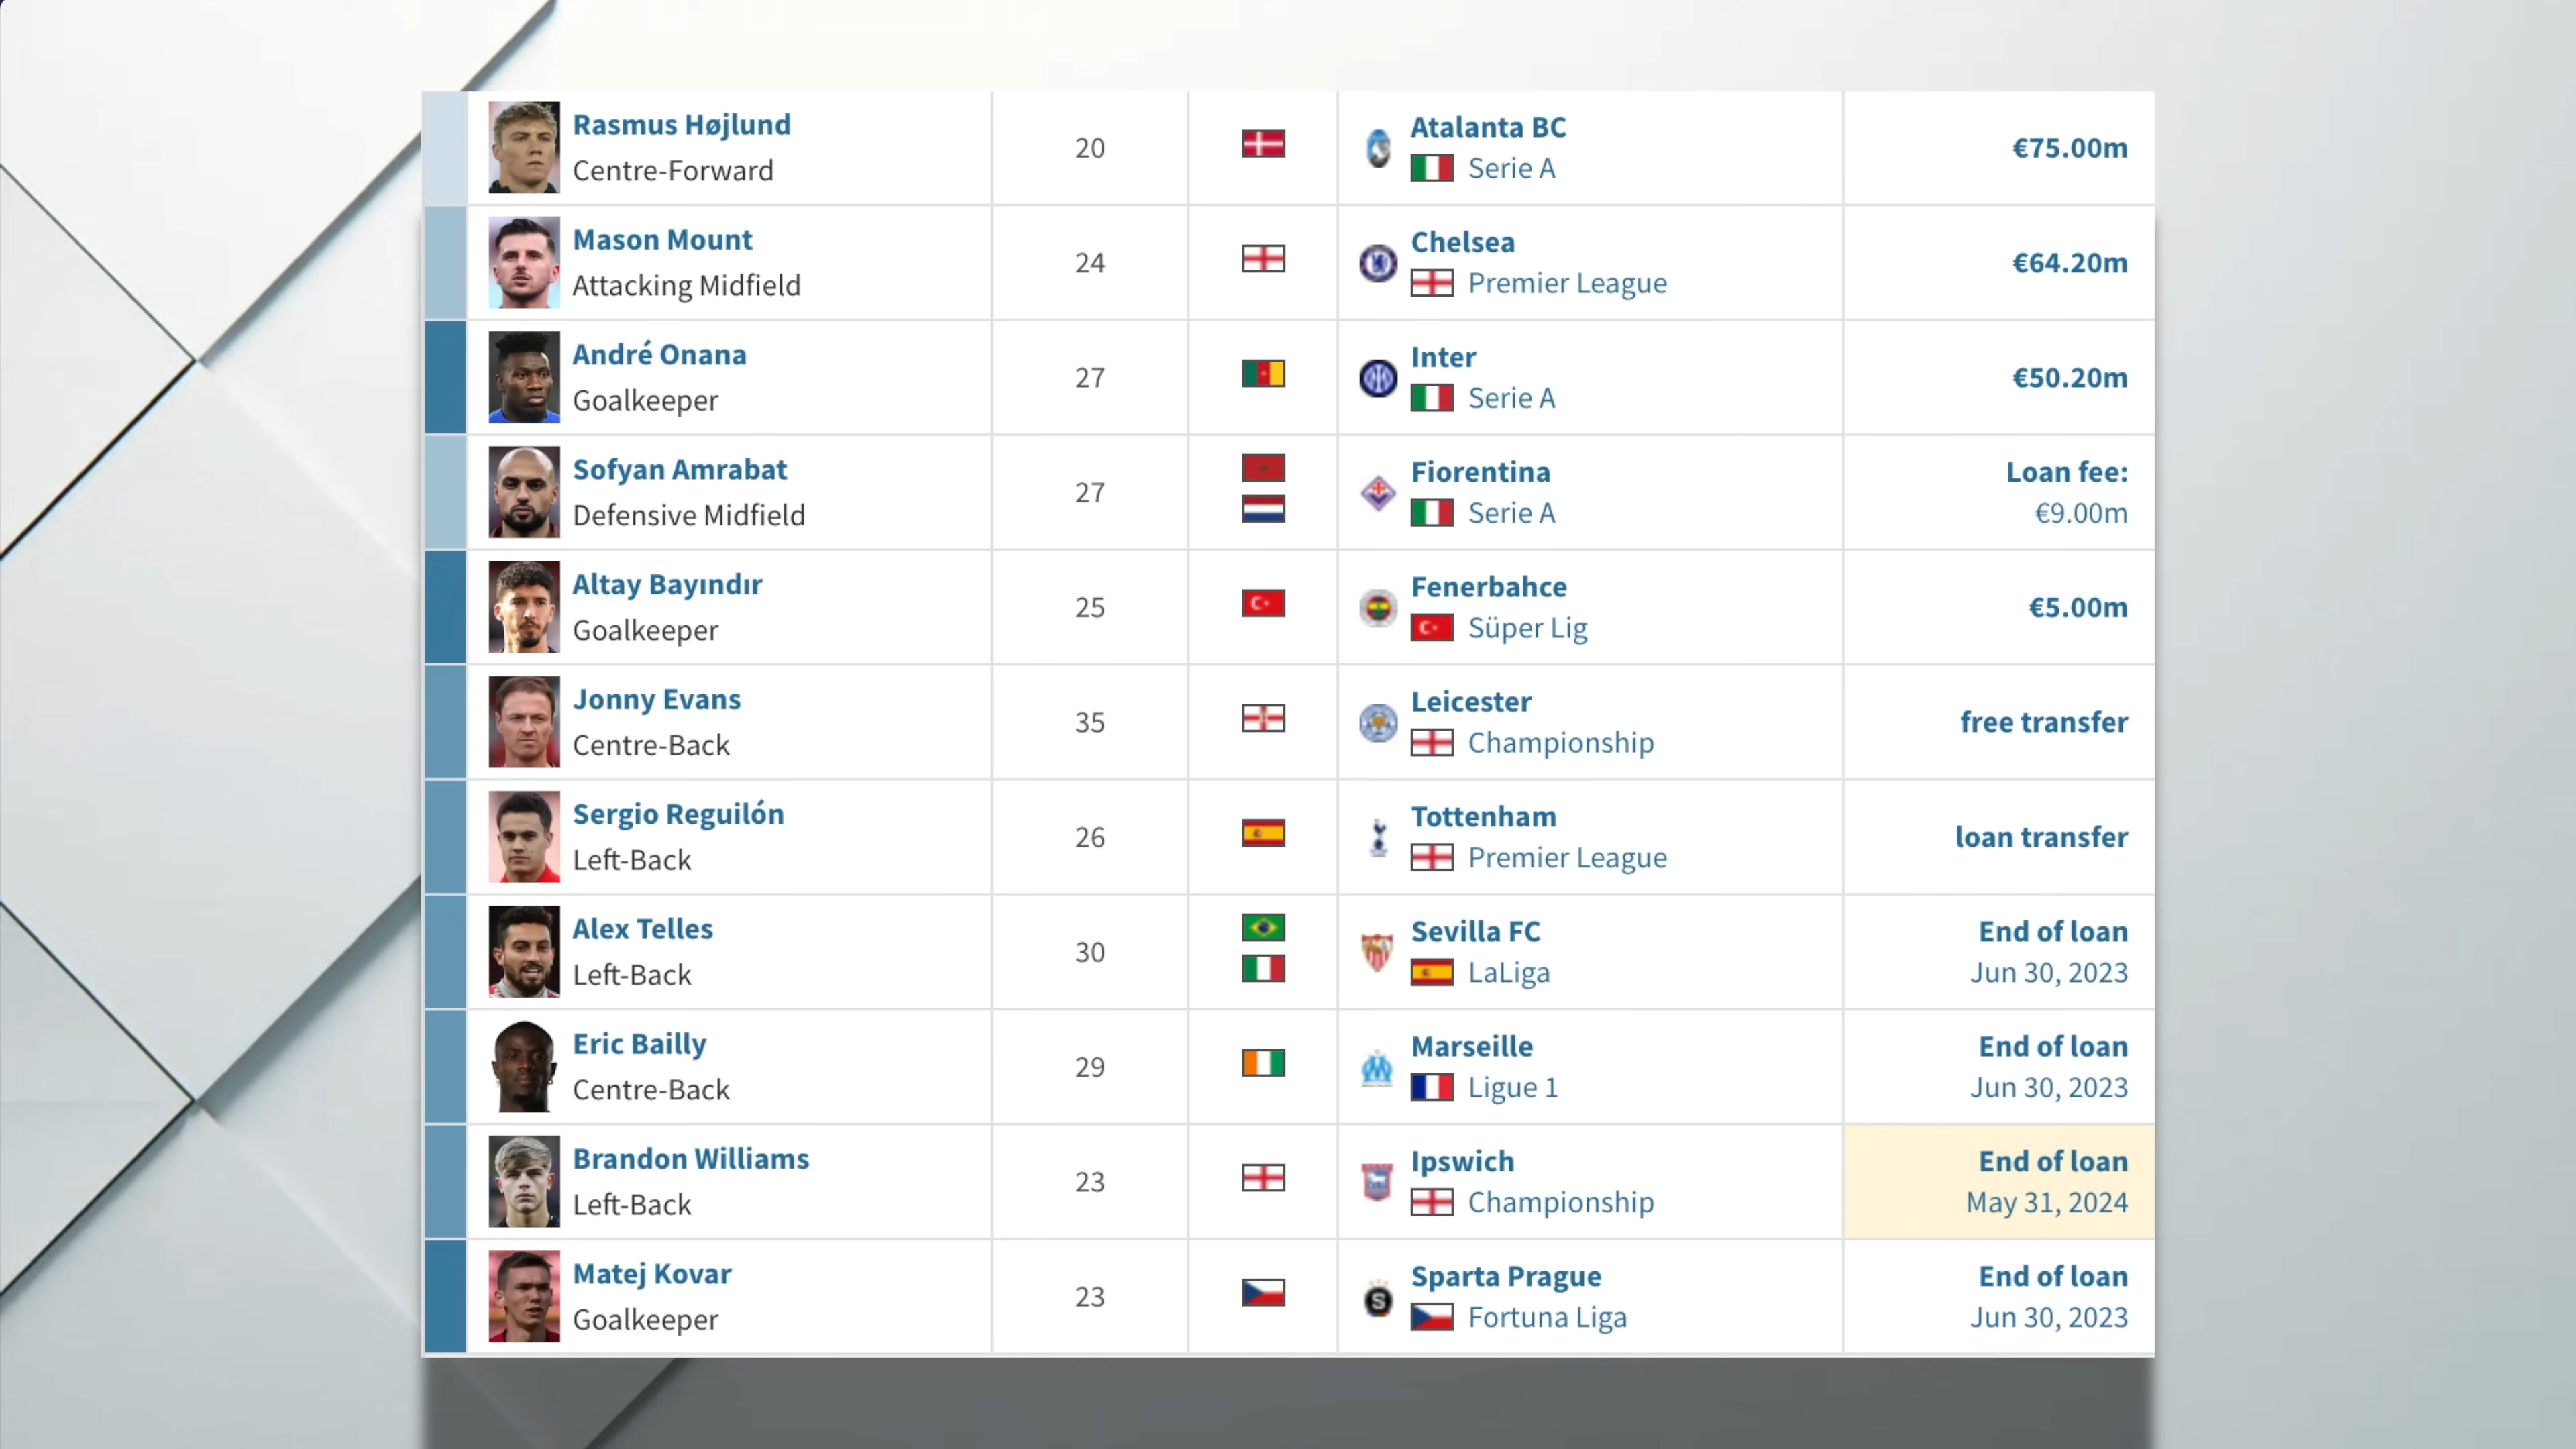 Rasmus Højlund
Centre-Forward
20
Atalanta BC
Serie A
€75.00m
Mason Mount
Attacking Midfield
24
Chelsea
Premier League
€64.20m
André Onana
Goalkeeper
27
Inter
Serie A
€50.20m
Sofyan Amrabat
Defensive Midfield
27
Fiorentina
Serie A
Loan fee:
€9.00m
Altay Bayındır
Goalkeeper
25
Fenerbahce
Süper Lig
€5.00m
Jonny Evans
Centre-Back
35
Leicester
Championship
free transfer
Sergio Reguilón
Left-Back
26
Tottenham
Premier League
loan transfer
Alex Telles
Left-Back
30
Sevilla FC
LaLiga
End of loan
Jun 30, 2023
Eric Bailly
Centre-Back
29
Marseille
Ligue 1
End of loan
Jun 30, 2023
Brandon Williams
Left-Back
23
Ipswich
Championship
End of loan
May 31, 2024
Matej Kovar
Goalkeeper
23
Sparta Prague
Fortuna Liga
End of loan
Jun 30, 2023